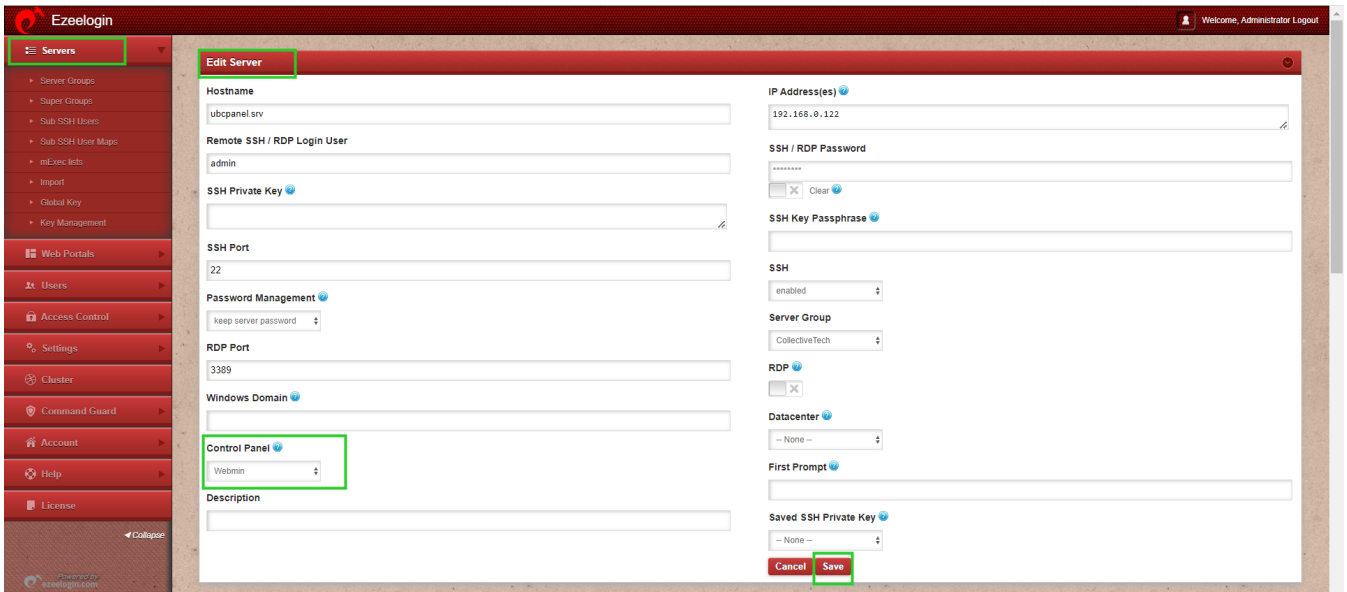 Ezeelogin
Welcome, Administrator Logout
Servers
Server Groups
Super Groups
Sub SSH Users
Sub SSH User Maps
mExec lists
Import
Global Key
Key Management
Web Portals
Users
Access Control
Settings
Cluster
Command Guard
Account
Help
License
Collapse
Powered by
ezeelogin.com
Edit Server
Hostname
ubcpanel.srv
Remote SSH / RDP Login User
admin
SSH Private Key
SSH Port
22
Password Management
keep server password
RDP Port
3389
Windows Domain
Control Panel
Webmin
Description
IP Address(es)
192.168.0.122
SSH / RDP Password
********
Clear
SSH Key Passphrase
SSH
enabled
Server Group
CollectiveTech
RDP
Datacenter
-- None --
First Prompt
Saved SSH Private Key
-- None --
Cancel Save